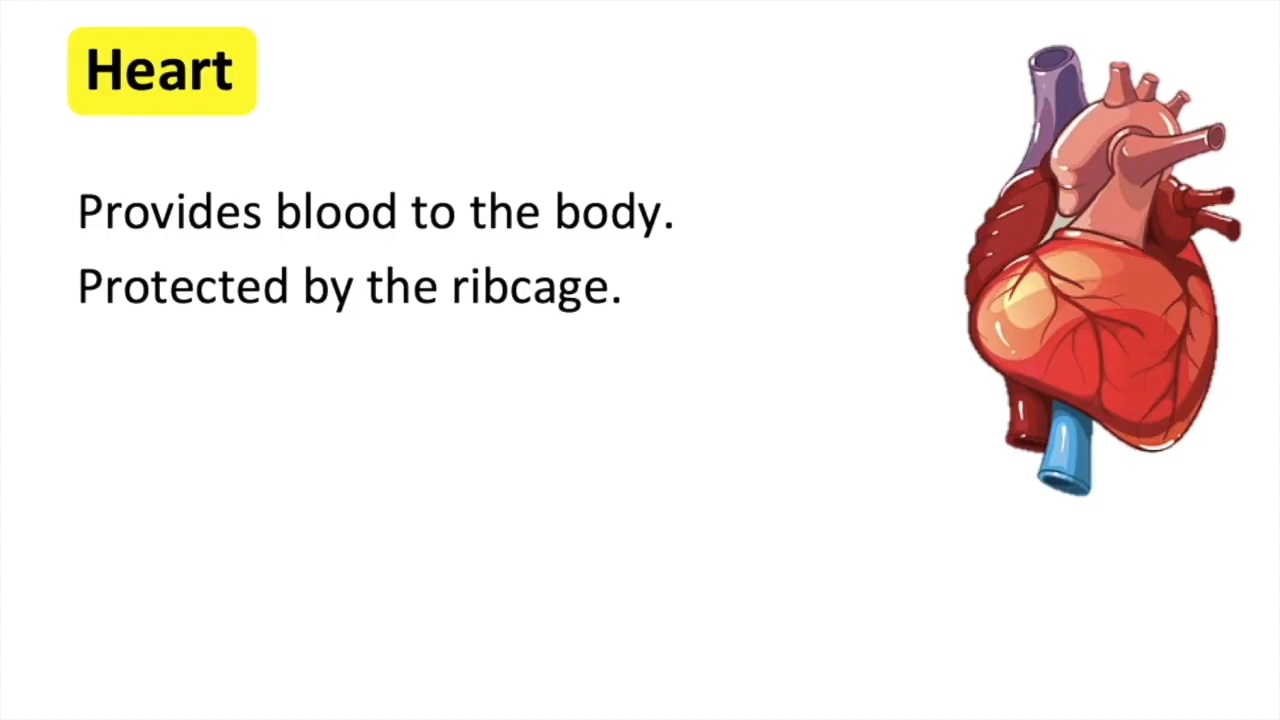 Heart
Provides blood to the body.
Protected by the ribcage.